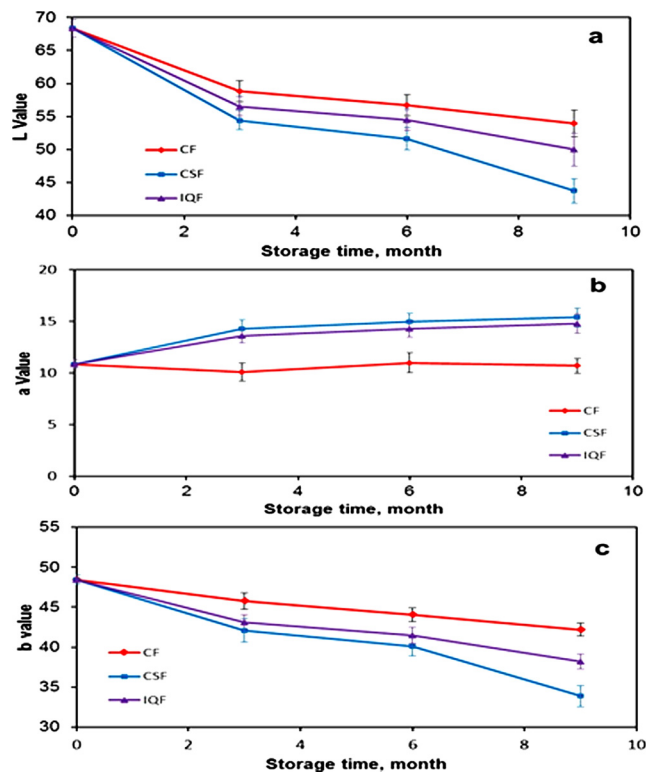 70
65
60
55
50
45
40
L Value
a
CF
CSF
IQF
0 2 4 6 8 10
Storage time, month
20
15
10
5
0
a Value
b
CF
CSF
IQF
0 2 4 6 8 10
Storage time, month
55
50
45
40
35
30
b value
c
CF
CSF
IQF
0 2 4 6 8 10
Storage time, month